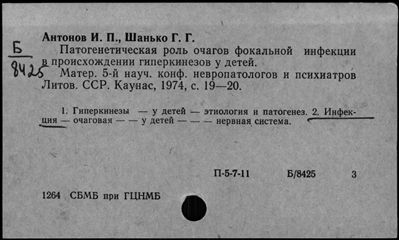 Антонов И. П., Шанько Г. Г.
Б
8425
Патогенетическая роль очагов фокальной инфекции
в происхождении гиперкинезов у детей.
Матер. 5-й науч. конф. невропатологов и психиатров
Литов. ССР. Каунас, 1974, с. 19—20.
1. Гиперкинезы — у детей — этиология и патогенез. 2. Инфек-
ция — очаговая — — у детей — — — нервная система.
П-5-7-11 Б/8425 3
1264 СБМБ при ГЦНМБ